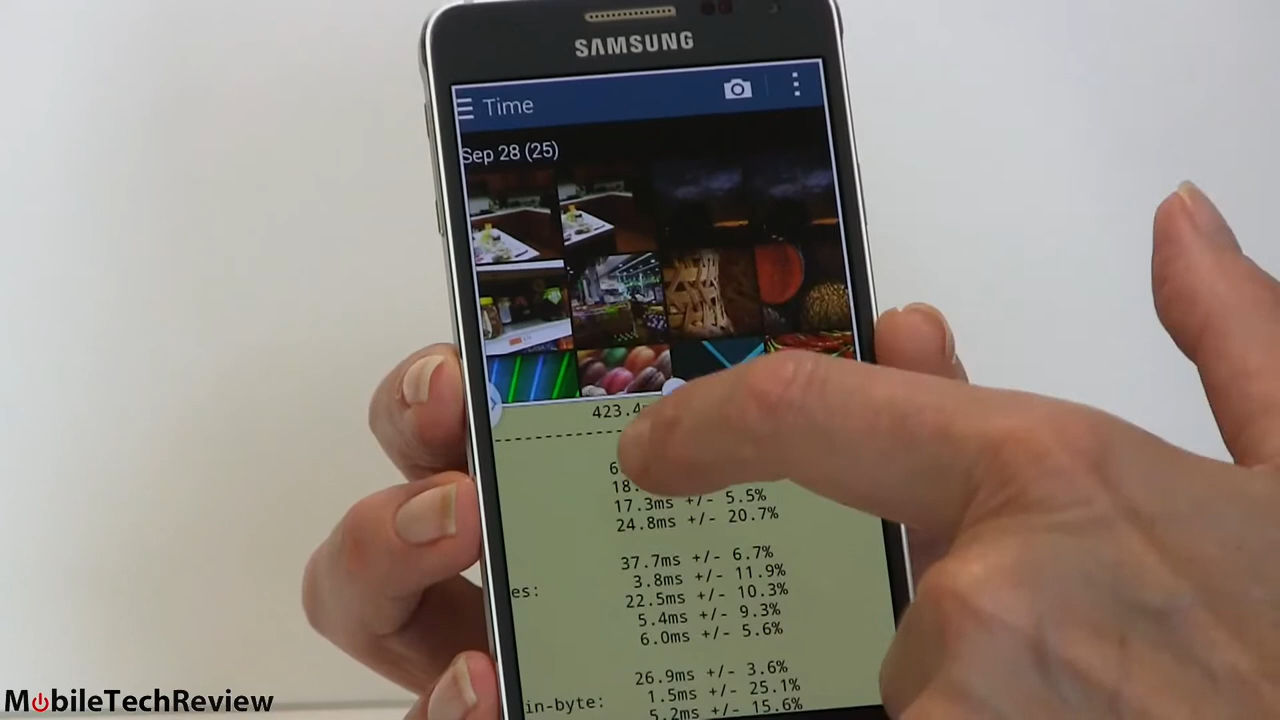 SAMSUNG
Time
Sep 28 (25)
423.4
17.3ms +/- 5.5%
24.8ms +/- 20.7%
37.7ms +/- 6.7%
3.8ms +/- 11.9%
es: 22.5ms +/- 10.3%
5.4ms +/- 9.3%
6.0ms +/- 5.6%
26.9ms +/- 3.6%
1.5ms +/- 25.1%
in-byte: 5.2ms +/- 15.6%
MobileTechReview